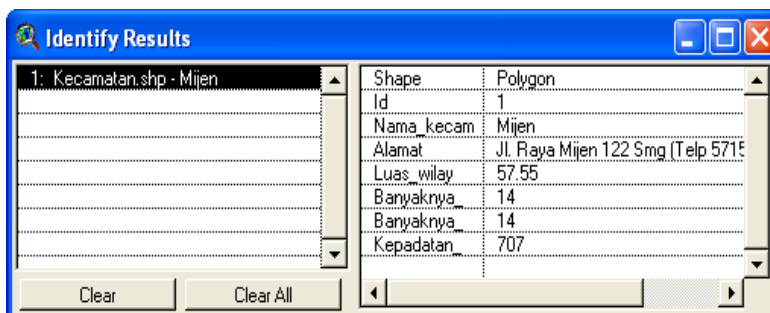 Identify Results
1: Kecamatan.shp - Mijen
Shape Polygon
Id 1
Nama_kecam Mijen
Alamat Jl. Raya Mijen 122 Smg (Telp 5715
Luas_wilay 57.55
Banyaknya_ 14
Banyaknya_ 14
Kepadatan_ 707
Clear Clear All